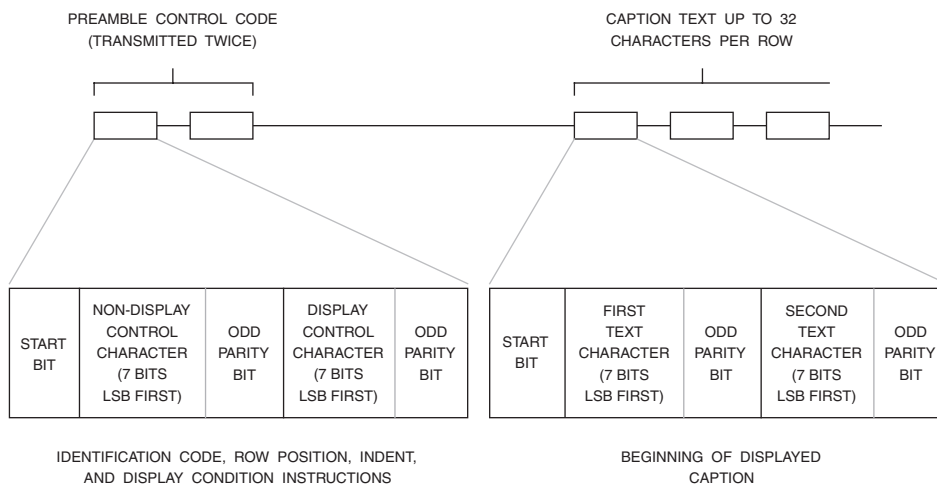 PREAMBLE CONTROL CODE
(TRANSMITTED TWICE)
CAPTION TEXT UP TO 32
CHARACTERS PER ROW
START
BIT
NON-DISPLAY
CONTROL
CHARACTER
(7 BITS
LSB FIRST)
ODD
PARITY
BIT
DISPLAY
CONTROL
CHARACTER
(7 BITS
LSB FIRST)
ODD
PARITY
BIT
START
BIT
FIRST
TEXT
CHARACTER
(7 BITS
LSB FIRST)
ODD
PARITY
BIT
SECOND
TEXT
CHARACTER
(7 BITS
LSB FIRST)
ODD
PARITY
BIT
IDENTIFICATION CODE, ROW POSITION, INDENT,
AND DISPLAY CONDITION INSTRUCTIONS
BEGINNING OF DISPLAYED
CAPTION